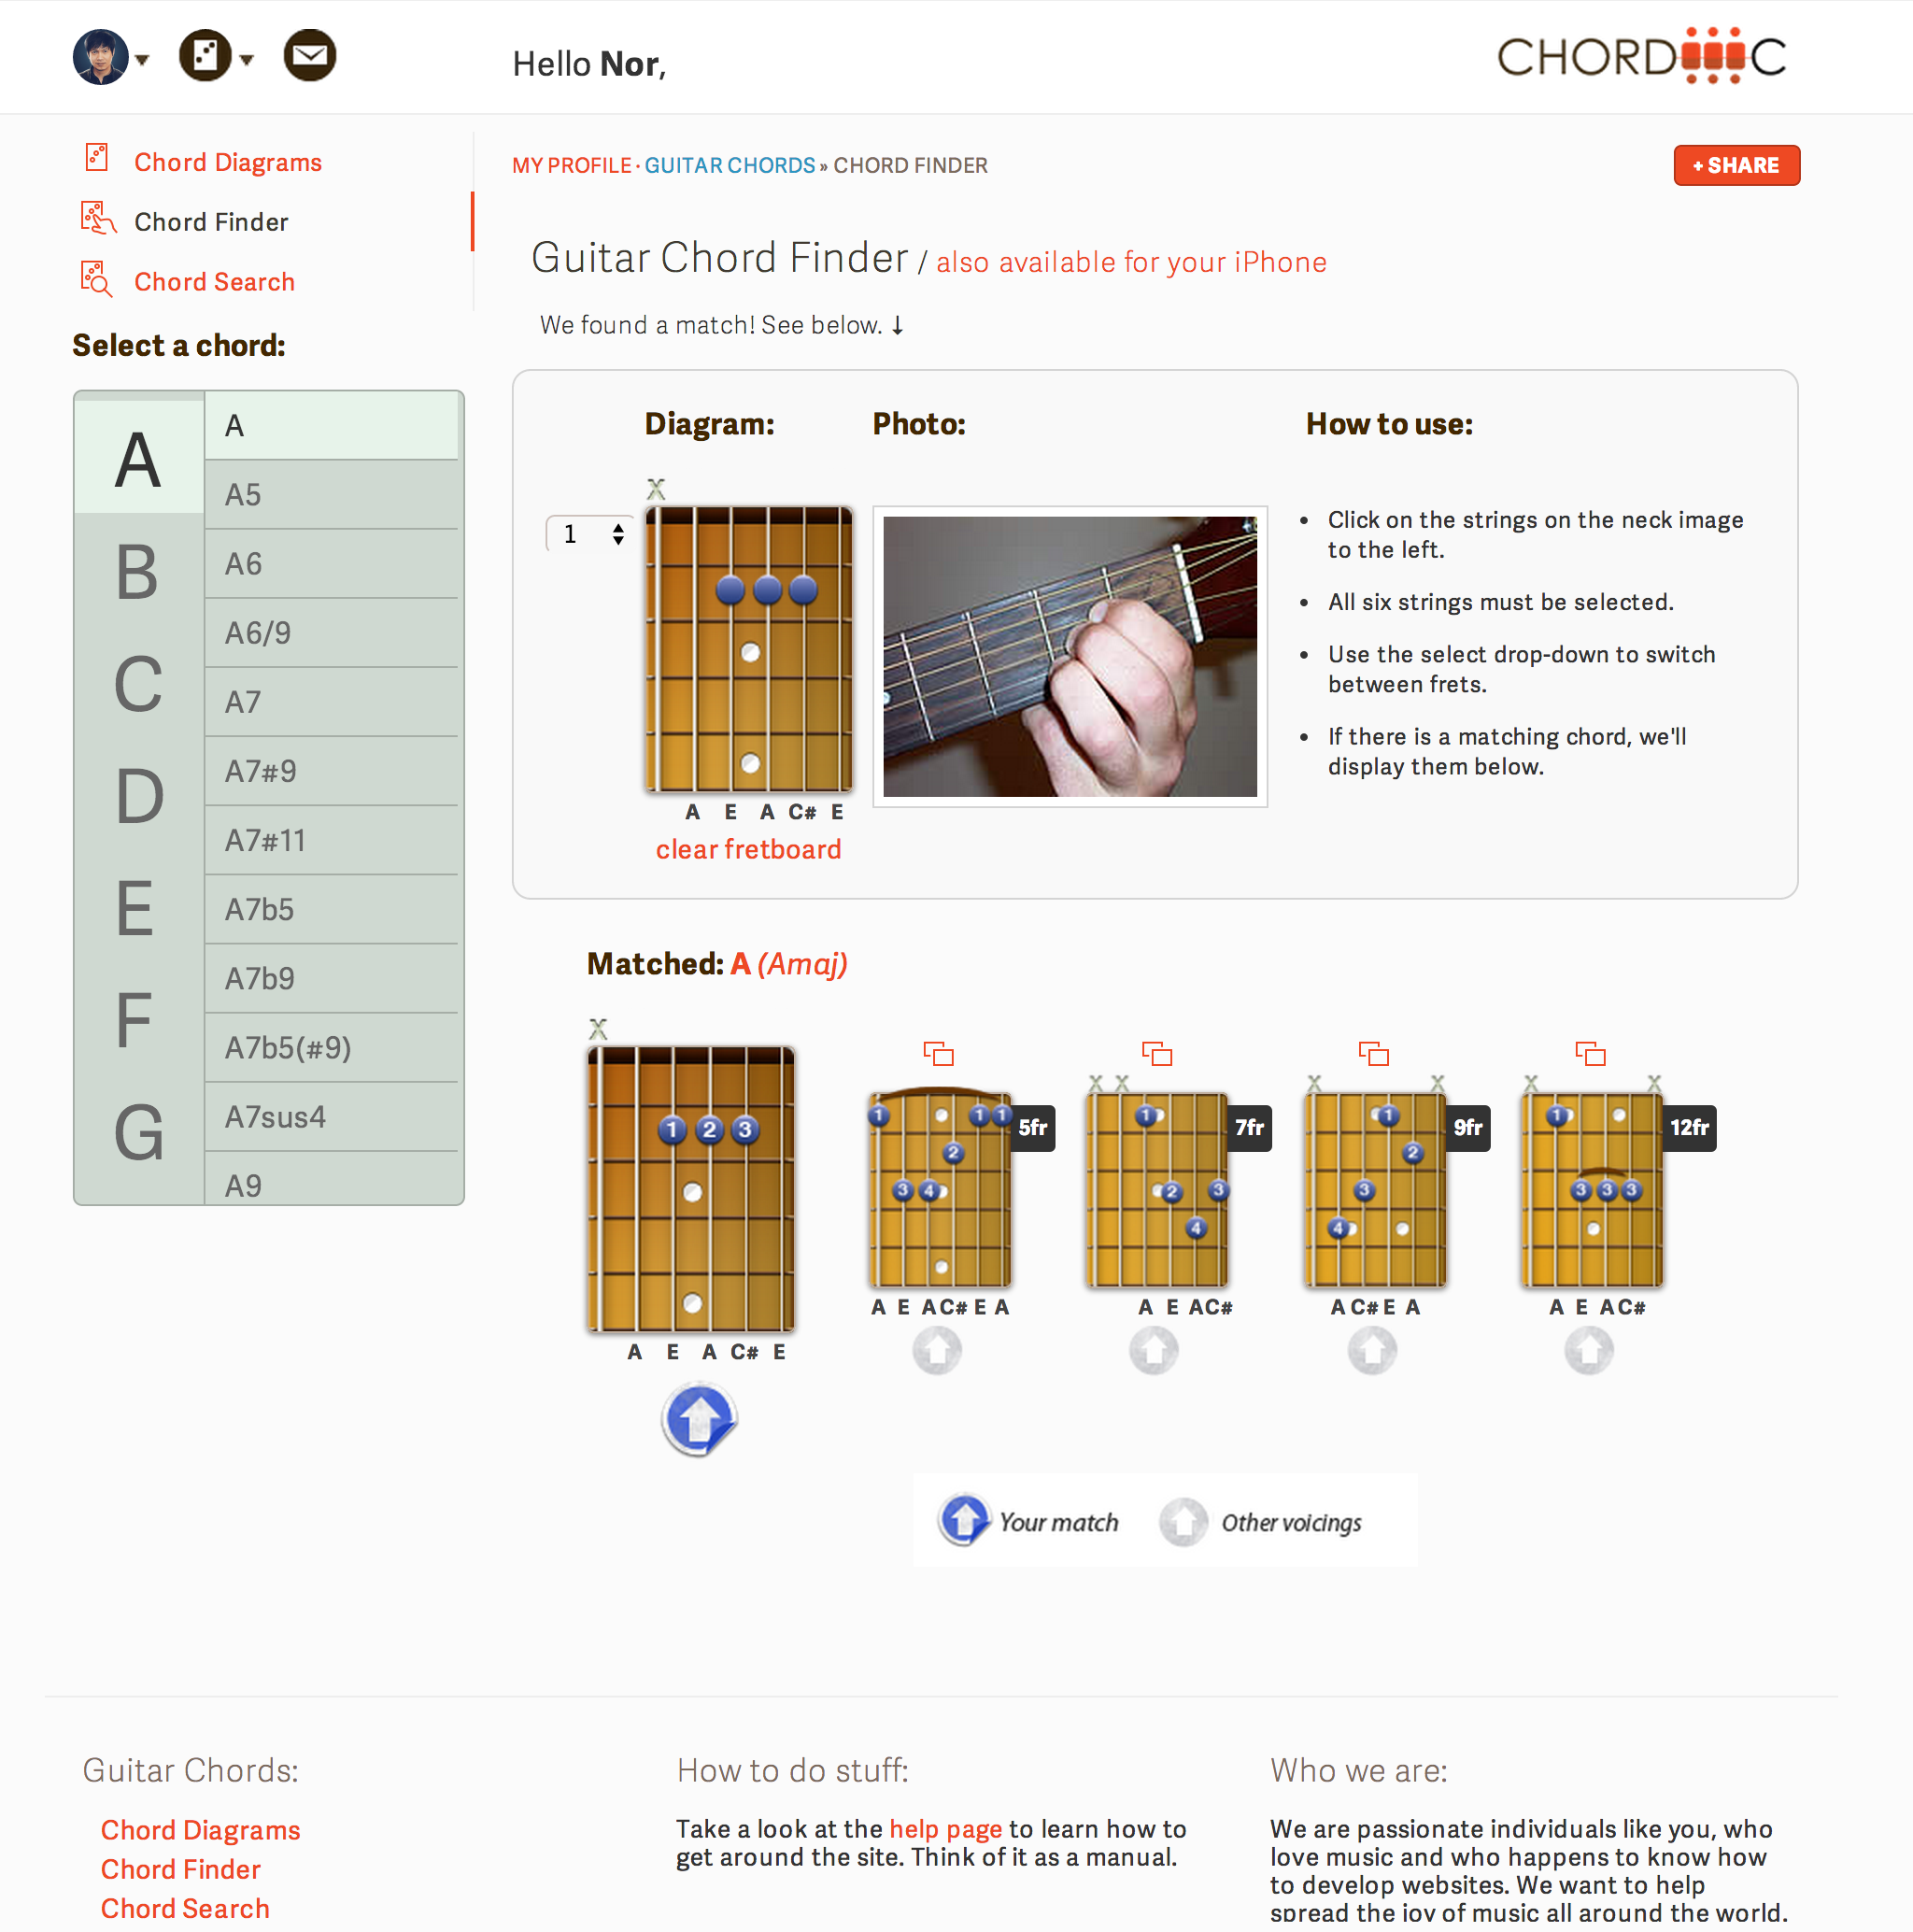 Hello Nor,
CHORDC
Chord Diagrams
Chord Finder
Chord Search
Select a chord:
A
B
C
D
E
F
G
A
A5
A6
A6/9
A7
A7#9
A7#11
A7b5
A7b9
A7b5(#9)
A7sus4
A9
MY PROFILE · GUITAR CHORDS » CHORD FINDER
+ SHARE
Guitar Chord Finder / also available for your iPhone
We found a match! See below. ↓
Diagram:
Photo:
How to use:
X
1
A E A C# E
clear fretboard
• Click on the strings on the neck image
to the left.
• All six strings must be selected.
• Use the select drop-down to switch
between frets.
• If there is a matching chord, we'll
display them below.
Matched: A (Amaj)
X
1 2 3
A E A C# E
1 1 1
2
3 4
5fr
A E A C# E A
X X
1
2 3
4
7fr
A E A C#
X X
1
2
3
4
9fr
A C# E A
X X
1
3 3 3
12fr
A E A C#
Your match
Other voicings
Guitar Chords:
Chord Diagrams
Chord Finder
Chord Search
How to do stuff:
Take a look at the help page to learn how to
get around the site. Think of it as a manual.
Who we are:
We are passionate individuals like you, who
love music and who happens to know how
to develop websites. We want to help
spread the joy of music all around the world.